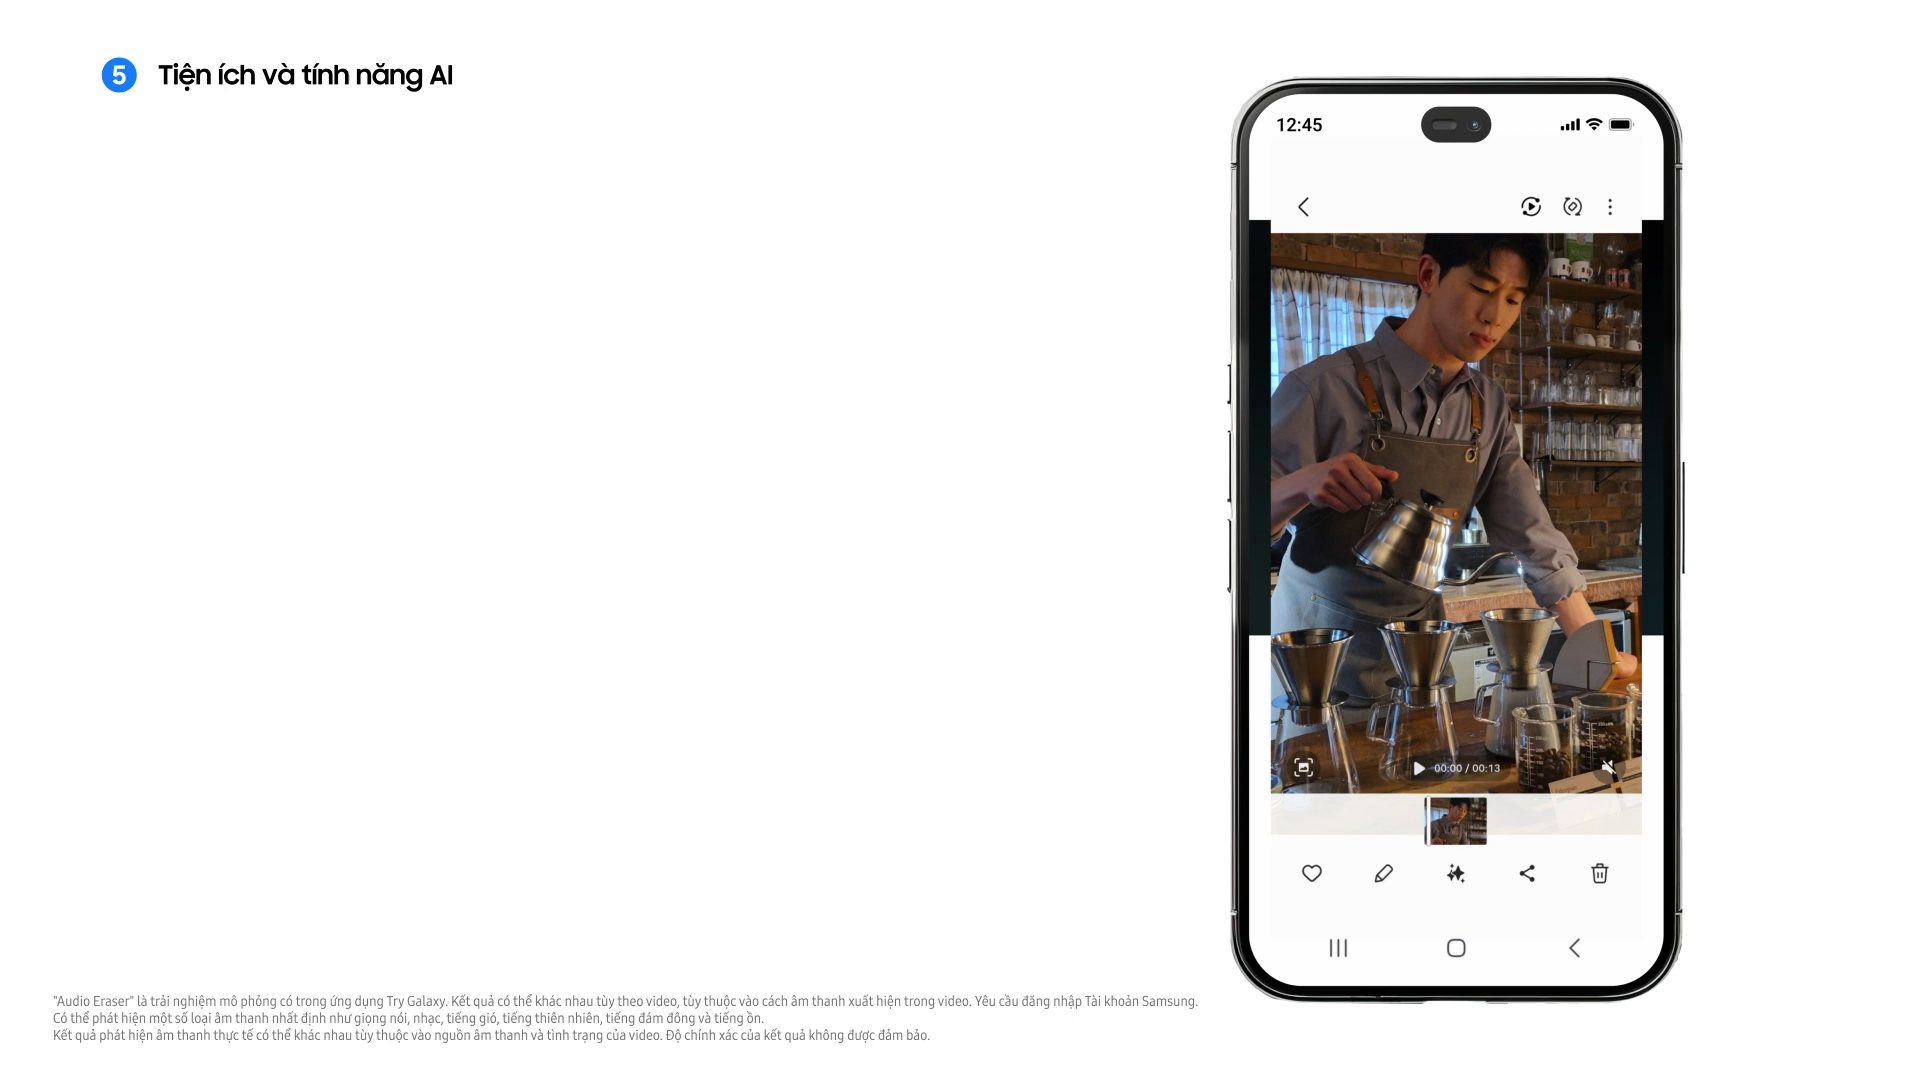 5 Tiện ích và tính năng AI
12:45
00:00 / 00:13
"Audio Eraser" là trải nghiệm mô phỏng có trong ứng dụng Try Galaxy. Kết quả có thể khác nhau tùy theo video, tùy thuộc vào cách âm thanh xuất hiện trong video. Yêu cầu đăng nhập Tài khoản Samsung.
Có thể phát hiện một số loại âm thanh nhất định như giọng nói, nhạc, tiếng gió, tiếng thiên nhiên, tiếng đám đông và tiếng ồn.
Kết quả phát hiện âm thanh thực tế có thể khác nhau tùy thuộc vào nguồn âm thanh và tình trạng của video. Độ chính xác của kết quả không được đảm bảo.